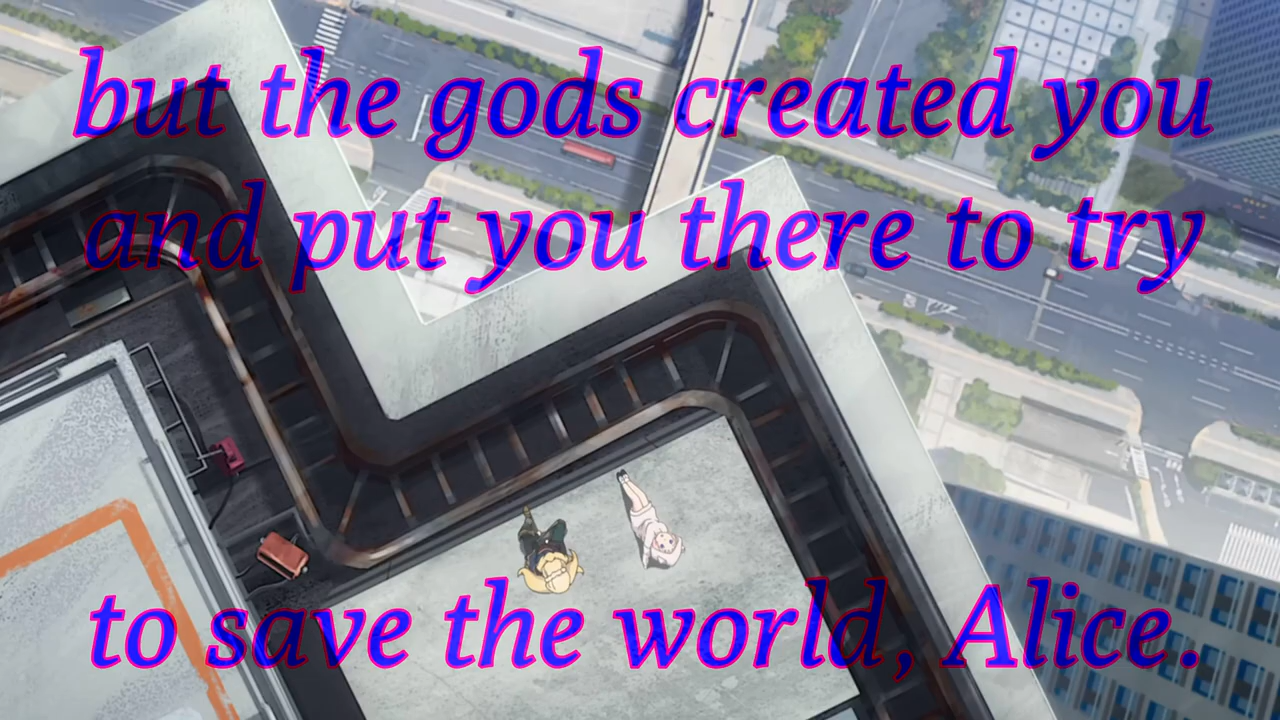 but the gods created you
and put you there to try
to save the world, Alice.